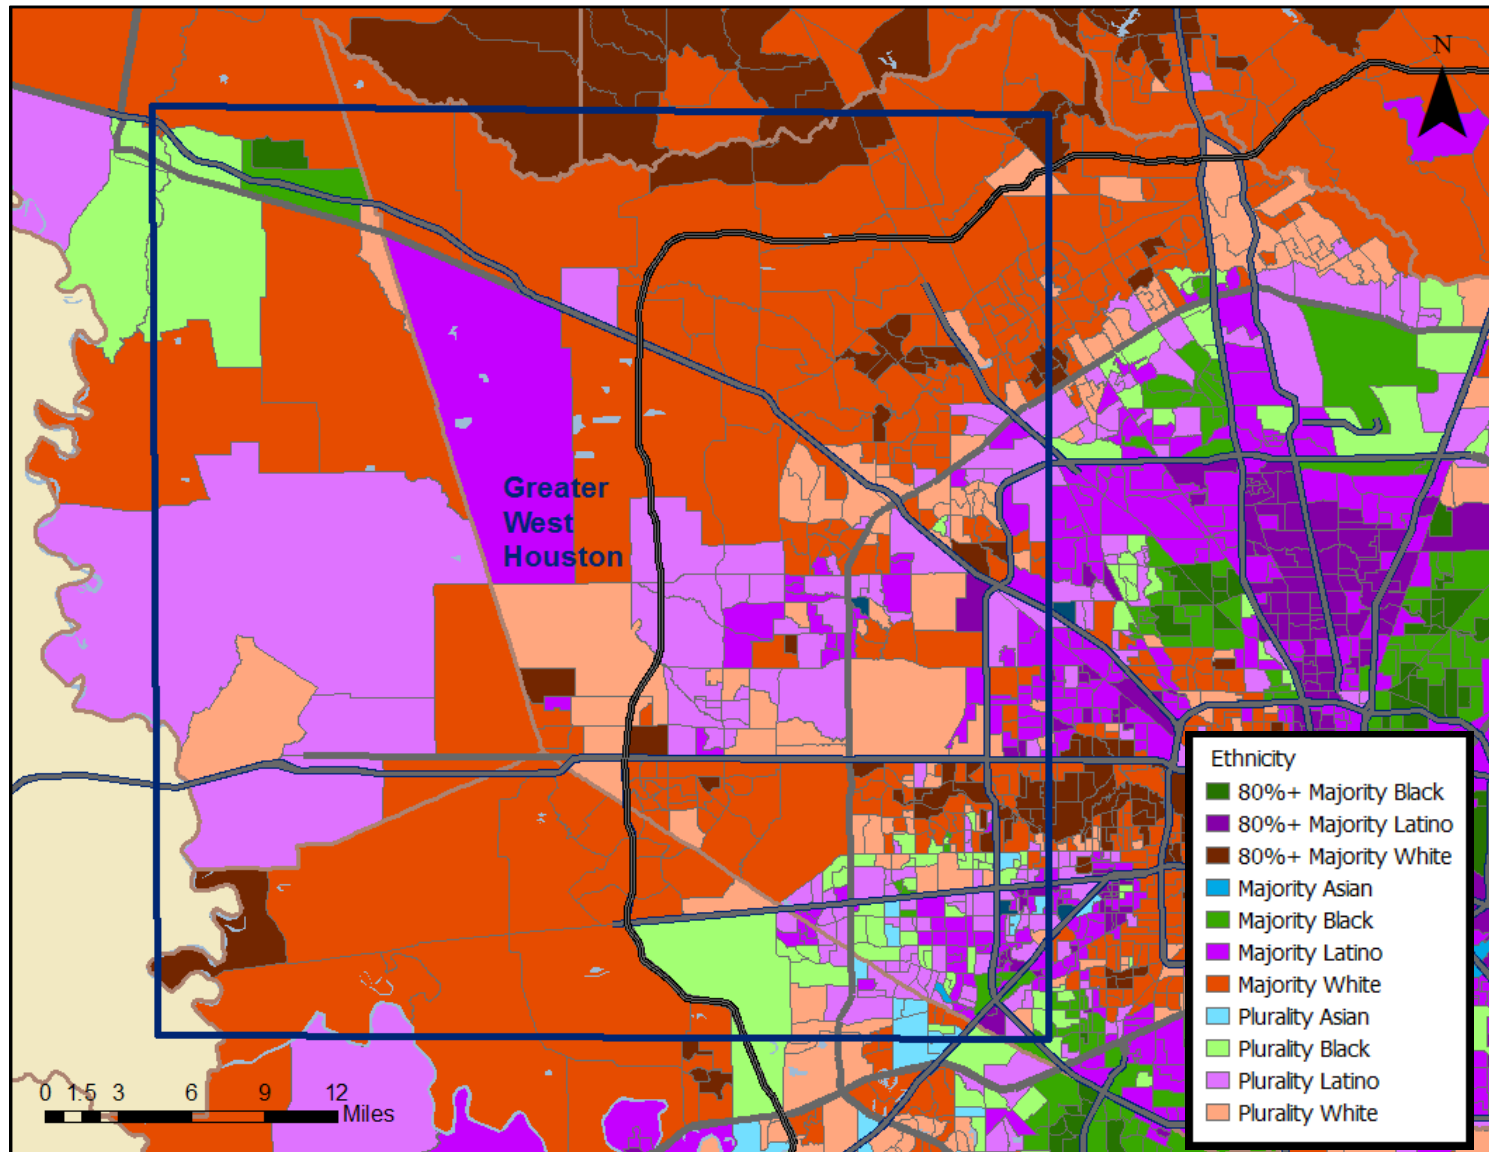 N
Greater
West
Houston
Ethnicity
80%+ Majority Black
80%+ Majority Latino
80%+ Majority White
Majority Asian
Majority Black
Majority Latino
Majority White
Plurality Asian
Plurality Black
Plurality Latino
Plurality White
0 1.5 3 6 9 12
Miles